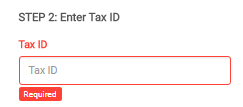 STEP 2: Enter Tax ID
Tax ID
Tax ID
Required